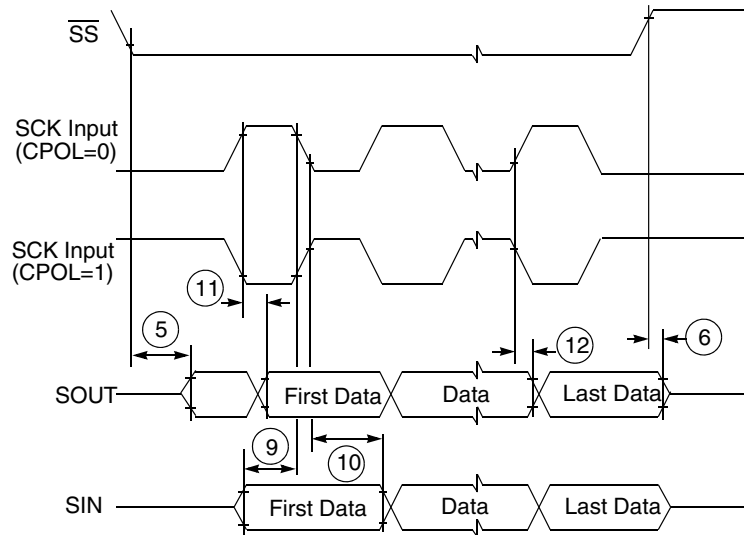 SS
SCK Input
(CPOL=0)
SCK Input
(CPOL=1)
11
5
12
6
SOUT
First Data
Data
Last Data
9
10
SIN
First Data
Data
Last Data